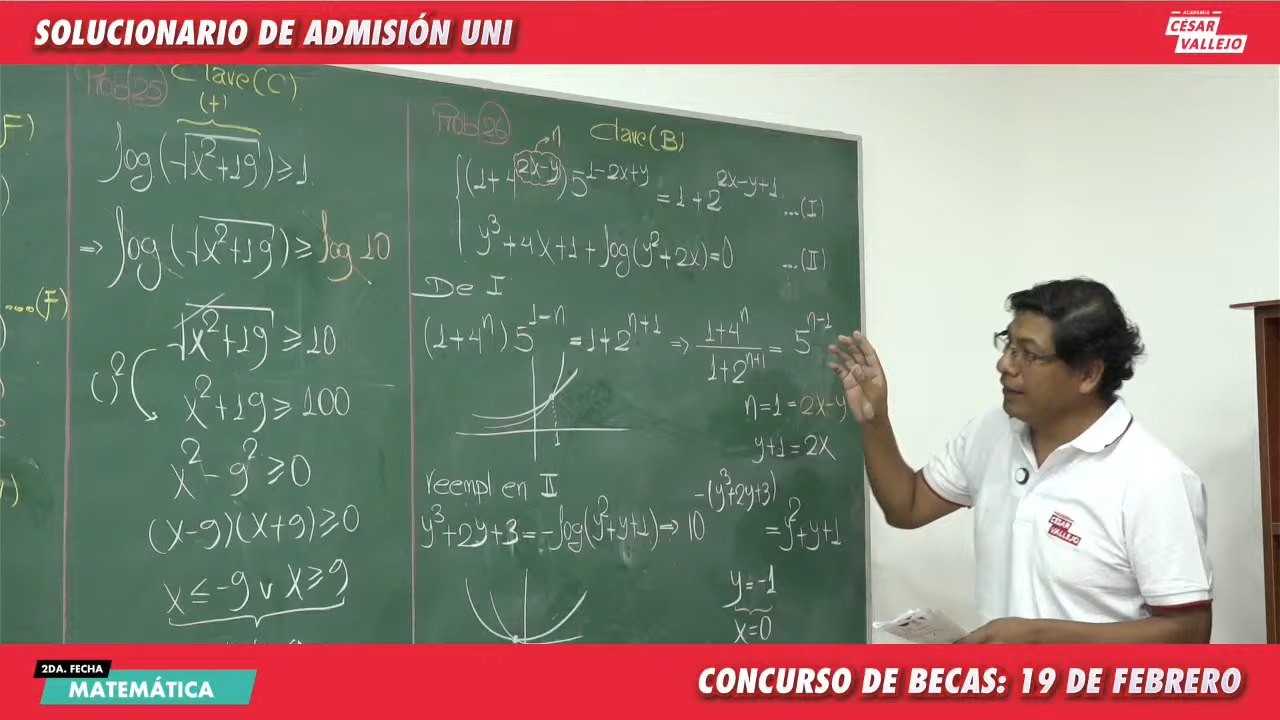 SOLUCIONARIO DE ADMISIÓN UNI
ACADEMIA
CÉSAR
VALLEJO
F)
....(F)
Prob(25) Clave(C)
(+)
log(√x²+19) ≥ 1
⇒ log(√x²+19) ≥ log 10
√x²+19 ≥ 10
( )² x²+19 ≥ 100
x² - 9² ≥ 0
(x-9)(x+9) ≥ 0
x ≤ -9 v x ≥ 9
Prob(26) Clave(B)
n
(1+4^(2x-y)) 5^(1-2x+y) = 1+2^(2x-y+1) ...(I)
y³+4x+1+log(y²+2x)=0 ...(II)
De I
(1+4^n) 5^(1-n) = 1+2^(n+1) ⇒ (1+4^n)/(1+2^(n+1)) = 5^(n-1)
n=1=2x-y
1
y+1=2x
reempl en II
y³+2y+3=-log(y²+y+1) ⇒ 10^(-(y³+2y+3)) = y²+y+1
y=-1
x=0
CÉSAR
VALLEJO
2DA. FECHA
MATEMÁTICA
CONCURSO DE BECAS: 19 DE FEBRERO